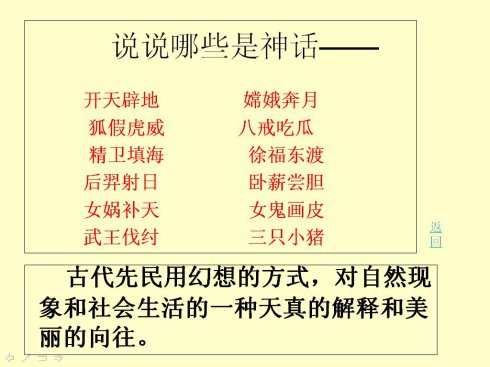 说说哪些是神话——
开天辟地 嫦娥奔月
狐假虎威 八戒吃瓜
精卫填海 徐福东渡
后羿射日 卧薪尝胆
女娲补天 女鬼画皮
武王伐纣 三只小猪
返回
古代先民用幻想的方式，对自然现
象和社会生活的一种天真的解释和美
丽的向往。